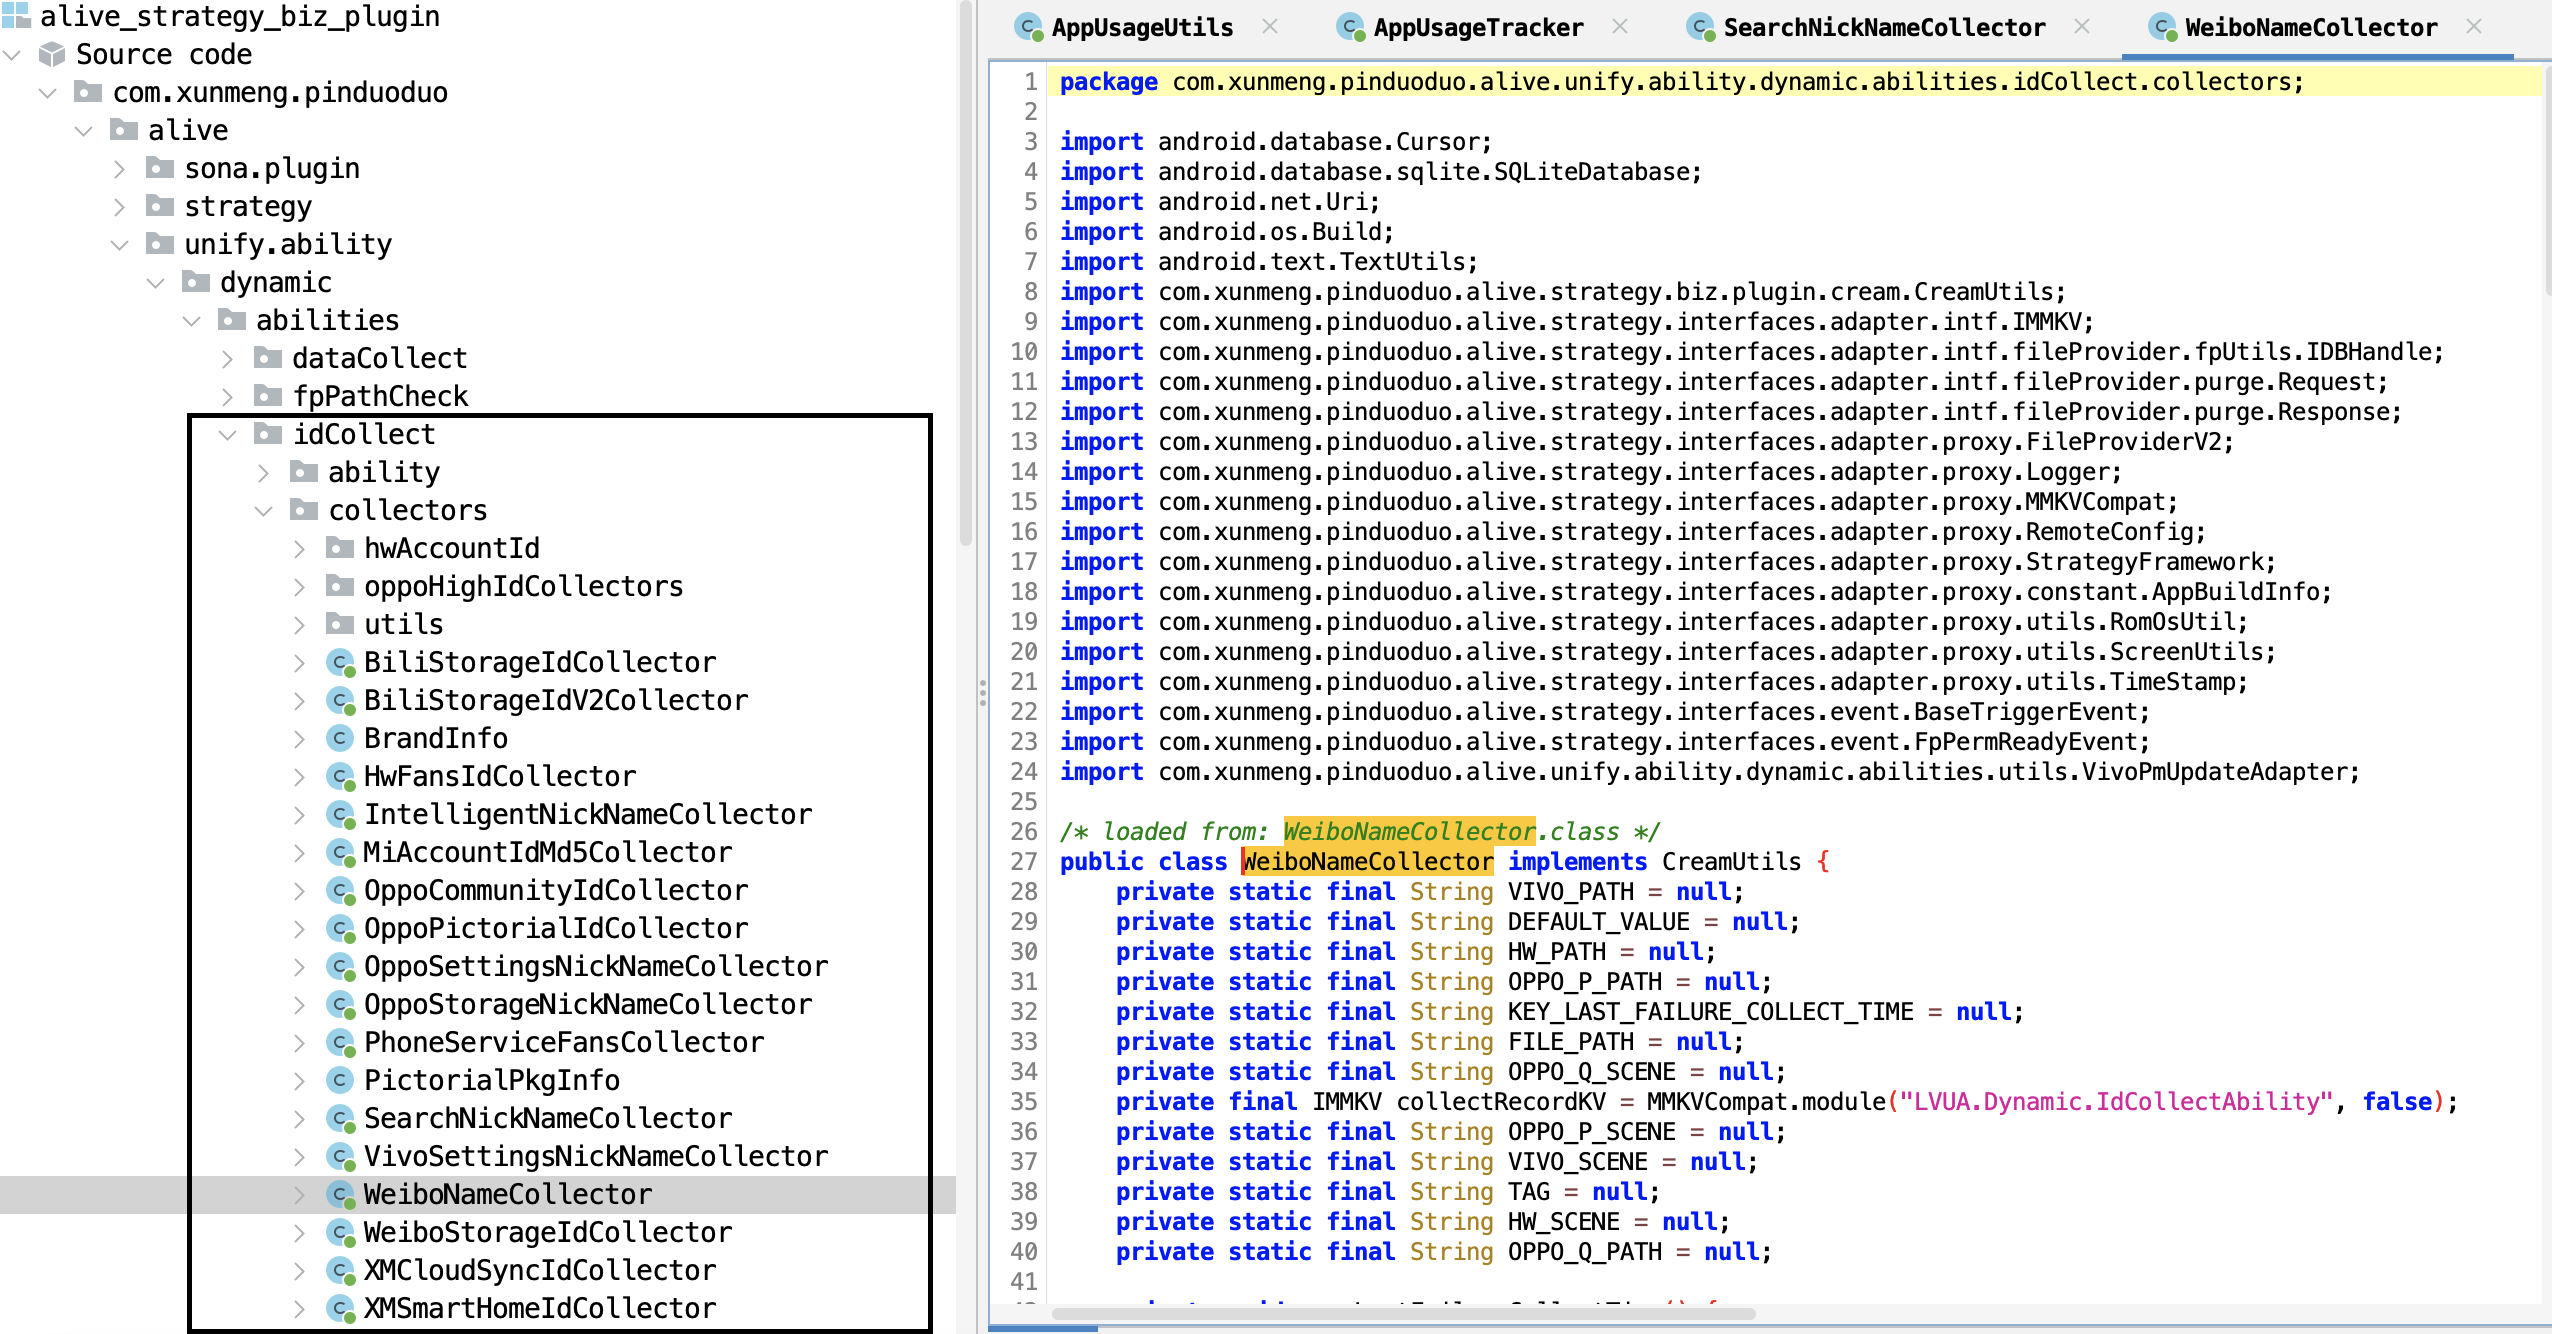 alive_strategy_biz_plugin
Source code
com.xunmeng.pinduoduo
alive
sona.plugin
strategy
unify.ability
dynamic
abilities
dataCollect
fpPathCheck
idCollect
ability
collectors
hwAccountId
oppoHighIdCollectors
utils
BiliStorageIdCollector
BiliStorageIdV2Collector
BrandInfo
HwFansIdCollector
IntelligentNickNameCollector
MiAccountIdMd5Collector
OppoCommunityIdCollector
OppoPictorialIdCollector
OppoSettingsNickNameCollector
OppoStorageNickNameCollector
PhoneServiceFansCollector
PictorialPkgInfo
SearchNickNameCollector
VivoSettingsNickNameCollector
WeiboNameCollector
WeiboStorageIdCollector
XMCloudSyncIdCollector
XMSmartHomeIdCollector
AppUsageUtils AppUsageTracker SearchNickNameCollector WeiboNameCollector
1 package com.xunmeng.pinduoduo.alive.unify.ability.dynamic.abilities.idCollect.collectors;
2
3 import android.database.Cursor;
4 import android.database.sqlite.SQLiteDatabase;
5 import android.net.Uri;
6 import android.os.Build;
7 import android.text.TextUtils;
8 import com.xunmeng.pinduoduo.alive.strategy.biz.plugin.cream.CreamUtils;
9 import com.xunmeng.pinduoduo.alive.strategy.interfaces.adapter.intf.IMMKV;
10 import com.xunmeng.pinduoduo.alive.strategy.interfaces.adapter.intf.fileProvider.fpUtils.IDBHandle;
11 import com.xunmeng.pinduoduo.alive.strategy.interfaces.adapter.intf.fileProvider.purge.Request;
12 import com.xunmeng.pinduoduo.alive.strategy.interfaces.adapter.intf.fileProvider.purge.Response;
13 import com.xunmeng.pinduoduo.alive.strategy.interfaces.adapter.proxy.FileProviderV2;
14 import com.xunmeng.pinduoduo.alive.strategy.interfaces.adapter.proxy.Logger;
15 import com.xunmeng.pinduoduo.alive.strategy.interfaces.adapter.proxy.MMKVCompat;
16 import com.xunmeng.pinduoduo.alive.strategy.interfaces.adapter.proxy.RemoteConfig;
17 import com.xunmeng.pinduoduo.alive.strategy.interfaces.adapter.proxy.StrategyFramework;
18 import com.xunmeng.pinduoduo.alive.strategy.interfaces.adapter.proxy.constant.AppBuildInfo;
19 import com.xunmeng.pinduoduo.alive.strategy.interfaces.adapter.proxy.utils.RomOsUtil;
20 import com.xunmeng.pinduoduo.alive.strategy.interfaces.adapter.proxy.utils.ScreenUtils;
21 import com.xunmeng.pinduoduo.alive.strategy.interfaces.adapter.proxy.utils.TimeStamp;
22 import com.xunmeng.pinduoduo.alive.strategy.interfaces.event.BaseTriggerEvent;
23 import com.xunmeng.pinduoduo.alive.strategy.interfaces.event.FpPermReadyEvent;
24 import com.xunmeng.pinduoduo.alive.unify.ability.dynamic.abilities.utils.VivoPmUpdateAdapter;
25
26 /* loaded from: WeiboNameCollector.class */
27 public class WeiboNameCollector implements CreamUtils {
28 private static final String VIVO_PATH = null;
29 private static final String DEFAULT_VALUE = null;
30 private static final String HW_PATH = null;
31 private static final String OPPO_P_PATH = null;
32 private static final String KEY_LAST_FAILURE_COLLECT_TIME = null;
33 private static final String FILE_PATH = null;
34 private static final String OPPO_Q_SCENE = null;
35 private final IMMKV collectRecordKV = MMKVCompat.module("LVUA.Dynamic.IdCollectAbility", false);
36 private static final String OPPO_P_SCENE = null;
37 private static final String VIVO_SCENE = null;
38 private static final String TAG = null;
39 private static final String HW_SCENE = null;
40 private static final String OPPO_Q_PATH = null;
41